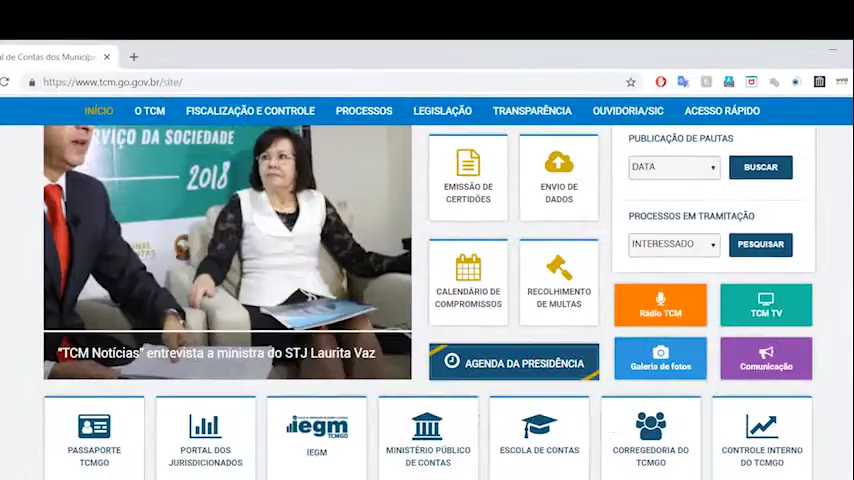 al de Contas dos Municíp
https://www.tcm.go.gov.br/site/
INÍCIO O TCM FISCALIZAÇÃO E CONTROLE PROCESSOS LEGISLAÇÃO TRANSPARÊNCIA OUVIDORIA/SIC ACESSO RÁPIDO
RVIÇO DA SOCIEDADE
2018
"TCM Notícias" entrevista a ministra do STJ Laurita Vaz
EMISSÃO DE
CERTIDÕES
ENVIO DE
DADOS
CALENDÁRIO DE
COMPROMISSOS
RECOLHIMENTO
DE MULTAS
AGENDA DA PRESIDÊNCIA
PUBLICAÇÃO DE PAUTAS
DATA
BUSCAR
PROCESSOS EM TRAMITAÇÃO
INTERESSADO
PESQUISAR
Rádio TCM
TCM TV
Galeria de fotos
Comunicação
PASSAPORTE
TCMGO
PORTAL DOS
JURISDICIONADOS
iegm
TCMGO
IEGM
MINISTÉRIO PÚBLICO
DE CONTAS
ESCOLA DE CONTAS
CORREGEDORIA DO
TCMGO
CONTROLE INTERNO
DO TCMGO